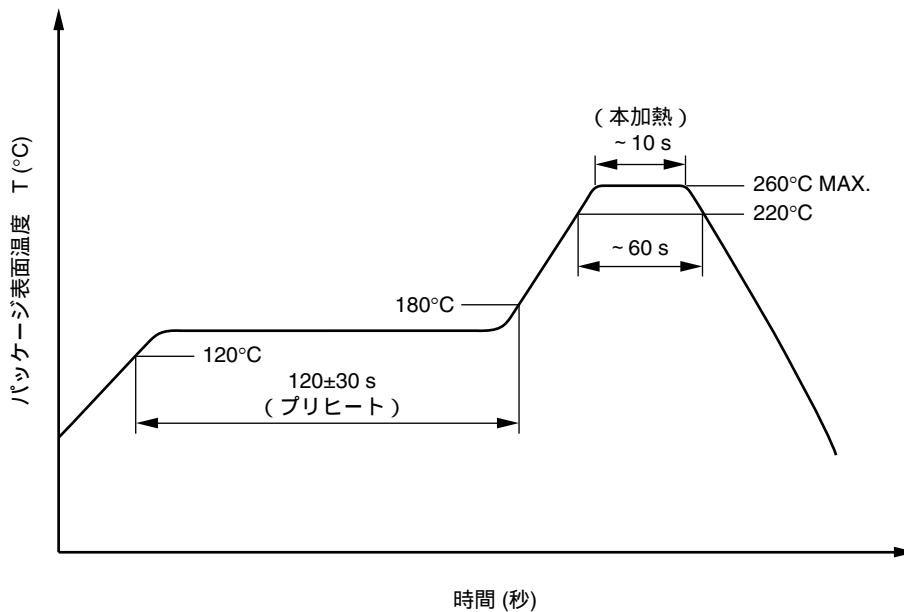 パッケージ表面温度 T (°C)
( 本加熱 )
~ 10 s
260°C MAX.
220°C
~ 60 s
180°C
120°C
120±30 s
( プリヒート )
時間 (秒)